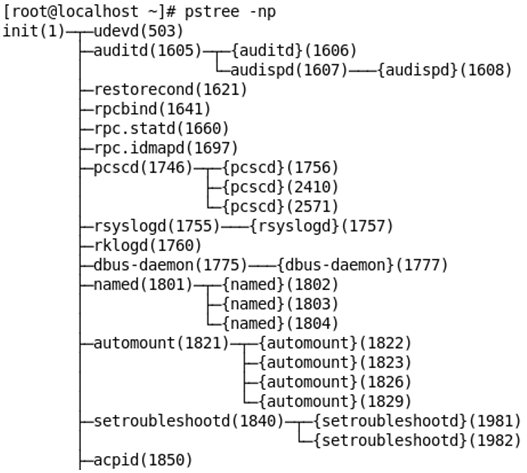 [root@localhost ~]# pstree -np
init(1)─┬─udevd(503)
        ├─auditd(1605)─┬─{auditd}(1606)
        │              └─audispd(1607)───{audispd}(1608)
        ├─restorecond(1621)
        ├─rpcbind(1641)
        ├─rpc.statd(1660)
        ├─rpc.idmapd(1697)
        ├─pcscd(1746)─┬─{pcscd}(1756)
        │             ├─{pcscd}(2410)
        │             └─{pcscd}(2571)
        ├─rsyslogd(1755)───{rsyslogd}(1757)
        ├─rklogd(1760)
        ├─dbus-daemon(1775)───{dbus-daemon}(1777)
        ├─named(1801)─┬─{named}(1802)
        │             ├─{named}(1803)
        │             └─{named}(1804)
        ├─automount(1821)─┬─{automount}(1822)
        │                 ├─{automount}(1823)
        │                 ├─{automount}(1826)
        │                 └─{automount}(1829)
        ├─setroubleshootd(1840)─┬─{setroubleshootd}(1981)
        │                       └─{setroubleshootd}(1982)
        ├─acpid(1850)